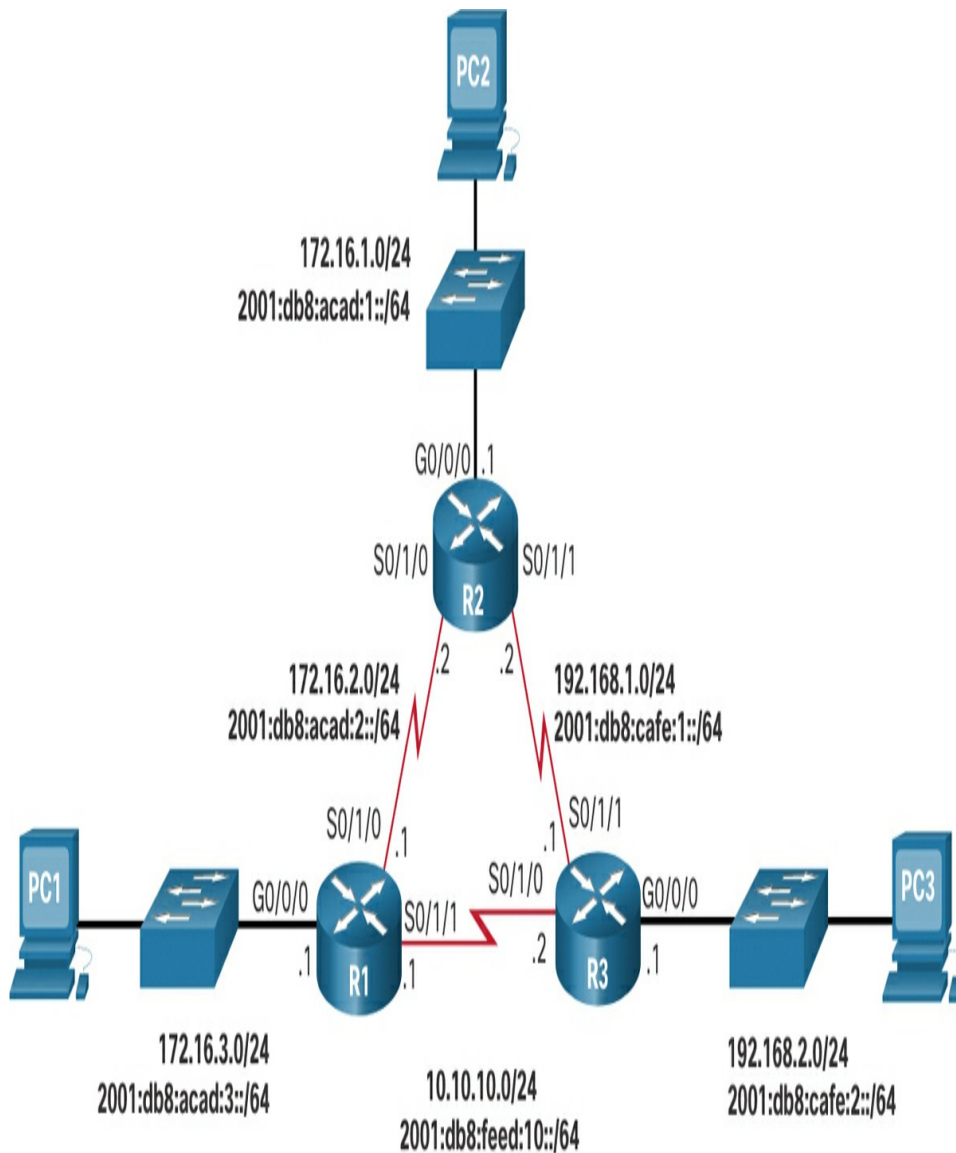 PC2
172.16.1.0/24
2001:db8:acad:1::/64
G0/0/0 .1
S0/1/0
S0/1/1
R2
.2
.2
172.16.2.0/24
2001:db8:acad:2::/64
192.168.1.0/24
2001:db8:cafe:1::/64
S0/1/0
.1
S0/1/1
.1
PC1
G0/0/0
.1
R1
S0/1/1
.1
S0/1/0
.2
R3
G0/0/0
.1
PC3
172.16.3.0/24
2001:db8:acad:3::/64
10.10.10.0/24
2001:db8:feed:10::/64
192.168.2.0/24
2001:db8:cafe:2::/64